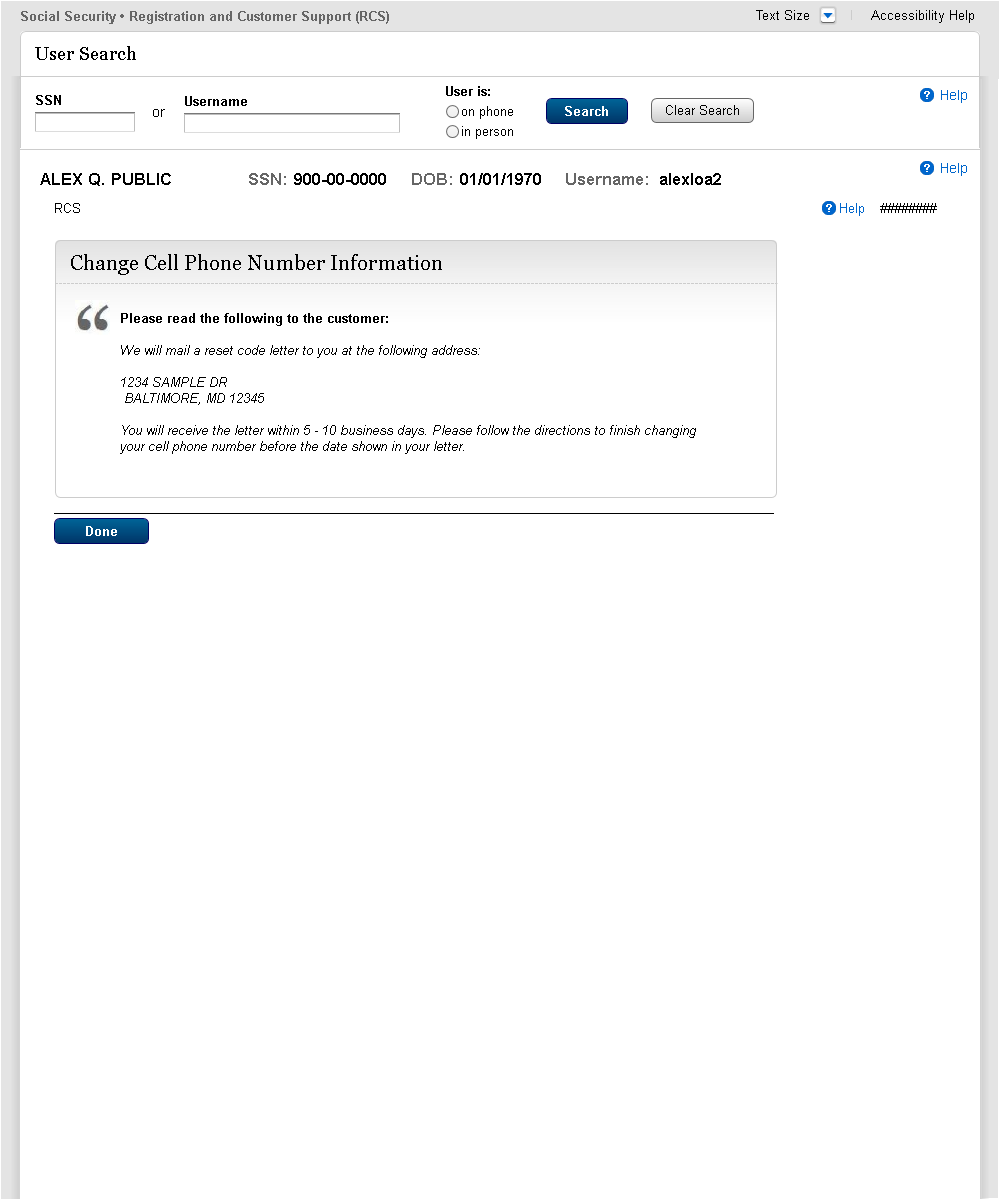 Social Security • Registration and Customer Support (RCS) Text Size Accessibility Help
User Search
SSN or Username User is: on phone in person Search Clear Search ? Help
ALEX Q. PUBLIC SSN: 900-00-0000 DOB: 01/01/1970 Username: alexloa2 ? Help
RCS ? Help #######
Change Cell Phone Number Information
“ Please read the following to the customer:
We will mail a reset code letter to you at the following address:
1234 SAMPLE DR
BALTIMORE, MD 12345
You will receive the letter within 5 - 10 business days. Please follow the directions to finish changing
your cell phone number before the date shown in your letter.
Done